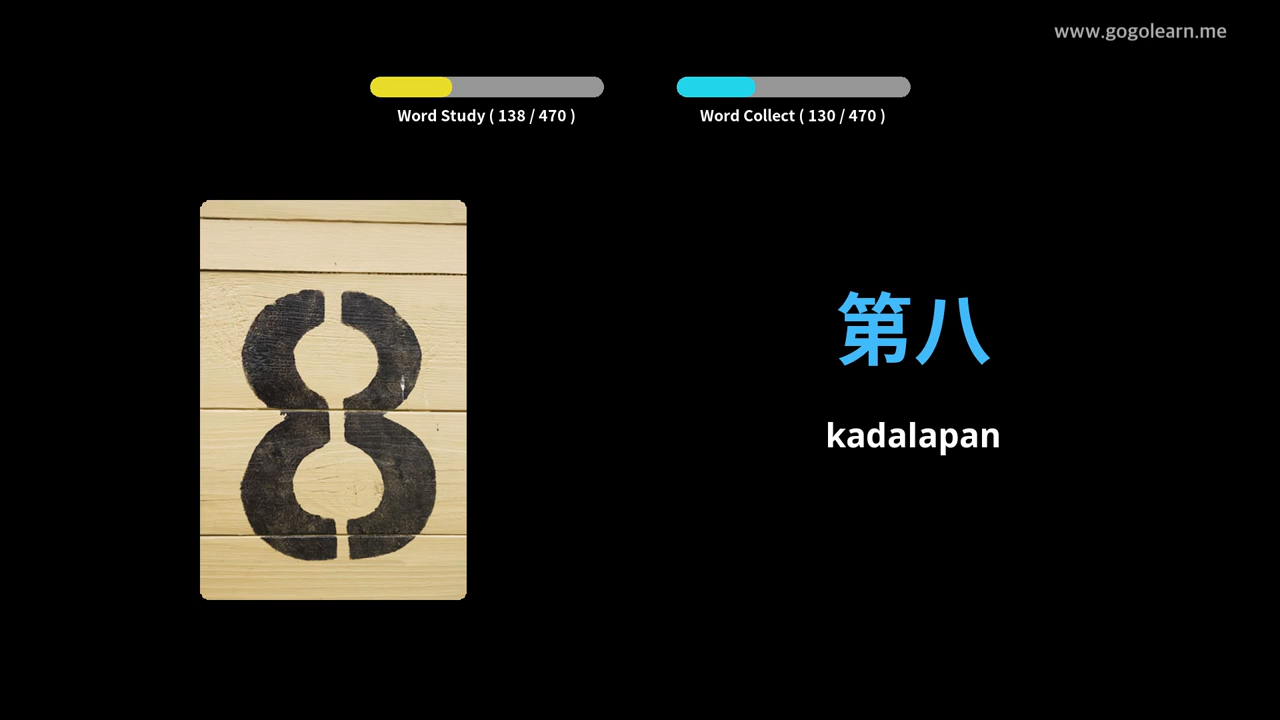 www.gogolearn.me
Word Study ( 138 / 470 )
Word Collect ( 130 / 470 )
8
第八
kadalapan